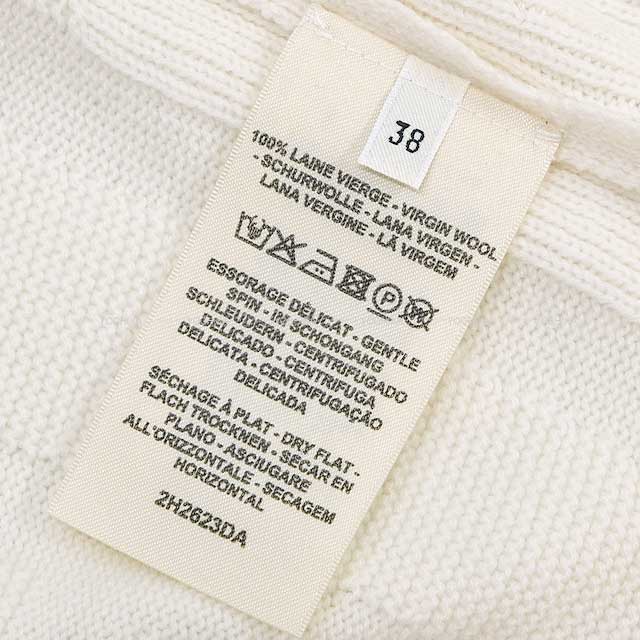 38
100% LAINE VIERGE - VIRGIN WOOL
- SCHURWOLLE - LANA VIRGEN -
LANA VERGINE - LÃ VIRGEM
P
ESSORAGE DÉLICAT - GENTLE
SPIN - IM SCHONGANG
SCHLEUDERN - CENTRIFUGADO
DELICADO - CENTRIFUGA
DELICATA - CENTRIFUGAÇÃO
DELICADA
SÉCHAGE À PLAT - DRY FLAT -
FLACH TROCKNEN - SECAR EN
PLANO - ASCIUGARE
ALL'ORIZZONTALE - SECAGEM
HORIZONTAL
2H2623DA